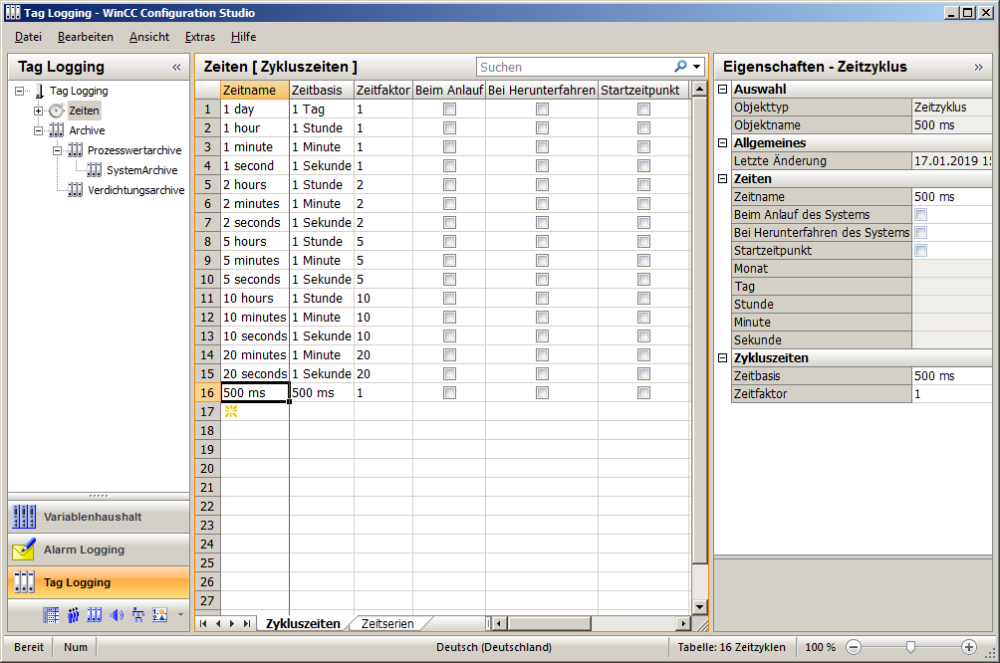 Tag Logging - WinCC Configuration Studio
Datei Bearbeiten Ansicht Extras Hilfe
Tag Logging «
Tag Logging
Zeiten
Archive
Prozesswertarchive
SystemArchive
Verdichtungsarchive
Variablenhaushalt
Alarm Logging
Tag Logging
Zeiten [ Zykluszeiten ] Suchen
Zeitname Zeitbasis Zeitfaktor Beim Anlauf Bei Herunterfahren Startzeitpunkt
1 1 day 1 Tag 1
2 1 hour 1 Stunde 1
3 1 minute 1 Minute 1
4 1 second 1 Sekunde 1
5 2 hours 1 Stunde 2
6 2 minutes 1 Minute 2
7 2 seconds 1 Sekunde 2
8 5 hours 1 Stunde 5
9 5 minutes 1 Minute 5
10 5 seconds 1 Sekunde 5
11 10 hours 1 Stunde 10
12 10 minutes 1 Minute 10
13 10 seconds 1 Sekunde 10
14 20 minutes 1 Minute 20
15 20 seconds 1 Sekunde 20
16 500 ms 500 ms 1
17
18
19
20
21
22
23
24
25
26
27
Zykluszeiten Zeitserien
Eigenschaften - Zeitzyklus »
Auswahl
Objekttyp Zeitzyklus
Objektname 500 ms
Allgemeines
Letzte Änderung 17.01.2019 15
Zeiten
Zeitname 500 ms
Beim Anlauf des Systems
Bei Herunterfahren des Systems
Startzeitpunkt
Monat
Tag
Stunde
Minute
Sekunde
Zykluszeiten
Zeitbasis 500 ms
Zeitfaktor 1
Bereit Num Deutsch (Deutschland) Tabelle: 16 Zeitzyklen 100 %